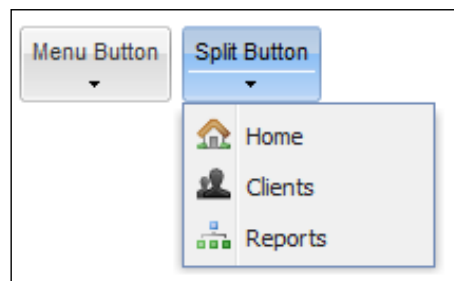 Menu Button
Split Button
Home
Clients
Reports